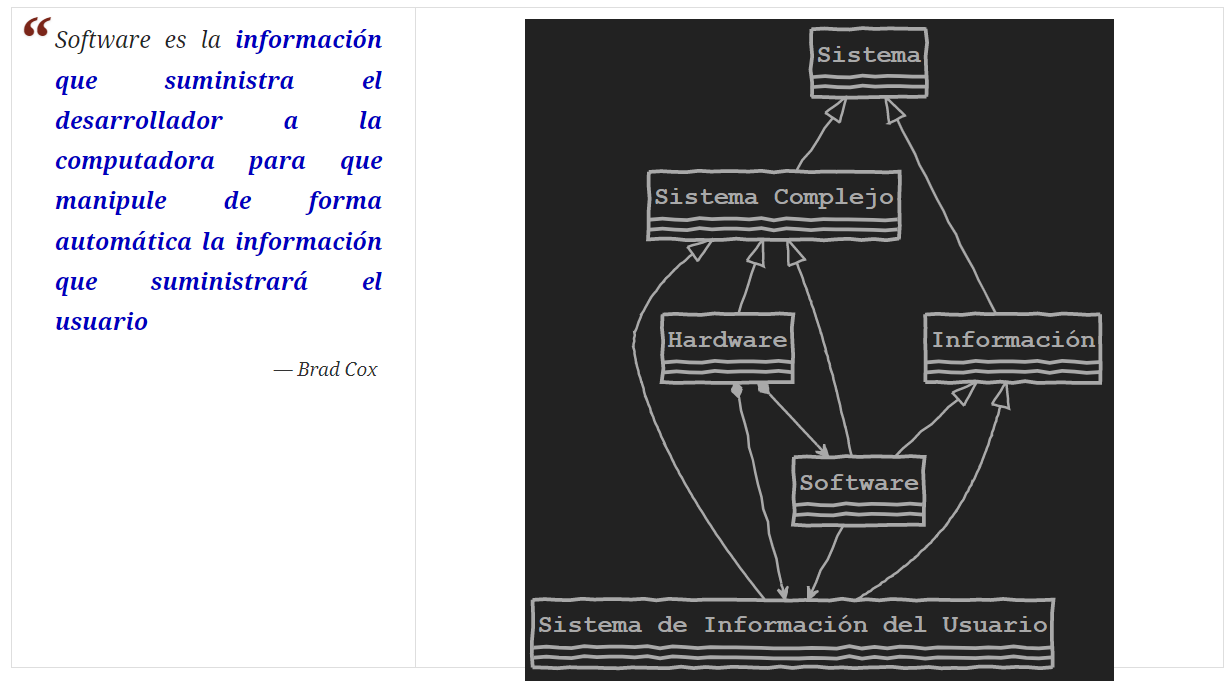 “
Software es la información
que suministra el
desarrollador a la
computadora para que
manipule de forma
automática la información
que suministrará el
usuario
— Brad Cox
Sistema
Sistema Complejo
Hardware
Información
Software
Sistema de Información del Usuario